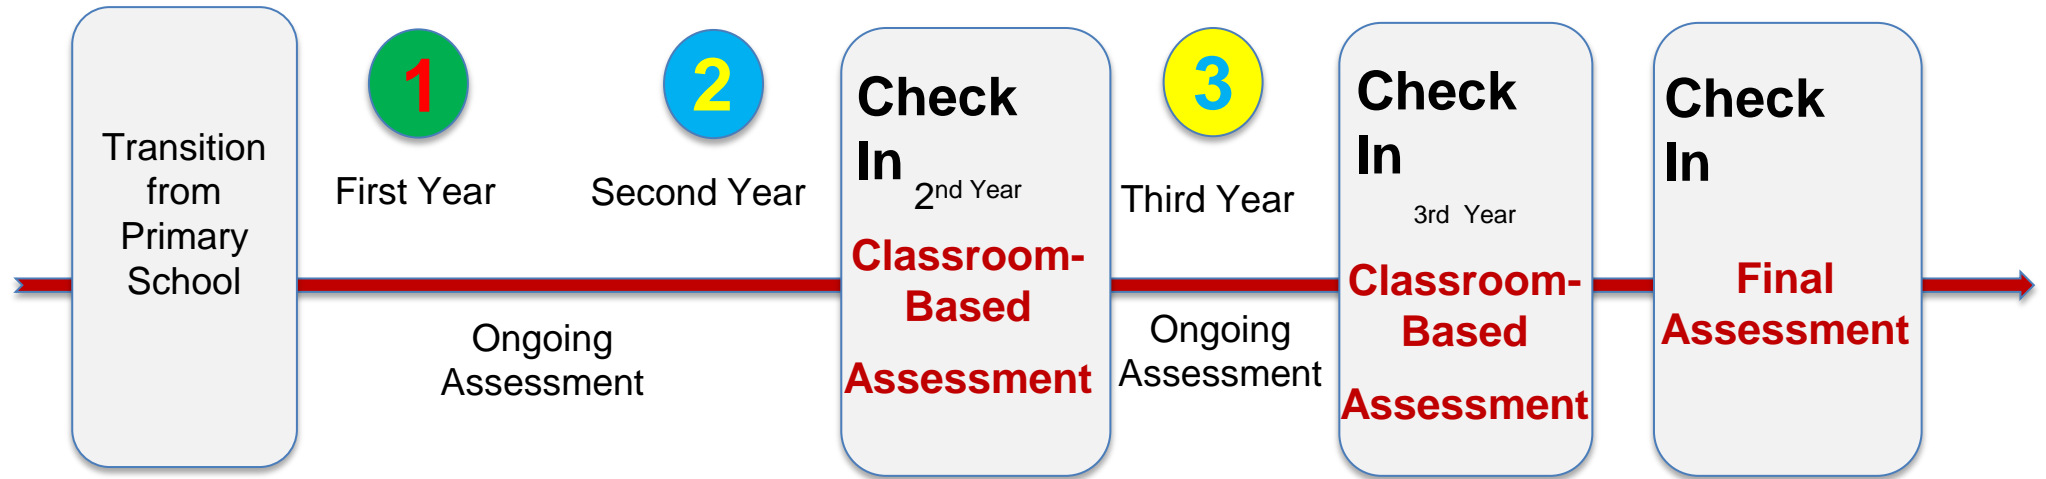 Transition
from
Primary
School
1
First Year
2
Second Year
Ongoing
Assessment
Check
In
2nd Year
Classroom-
Based
Assessment
3
Third Year
Ongoing
Assessment
Check
In
3rd Year
Classroom-
Based
Assessment
Check
In
Final
Assessment